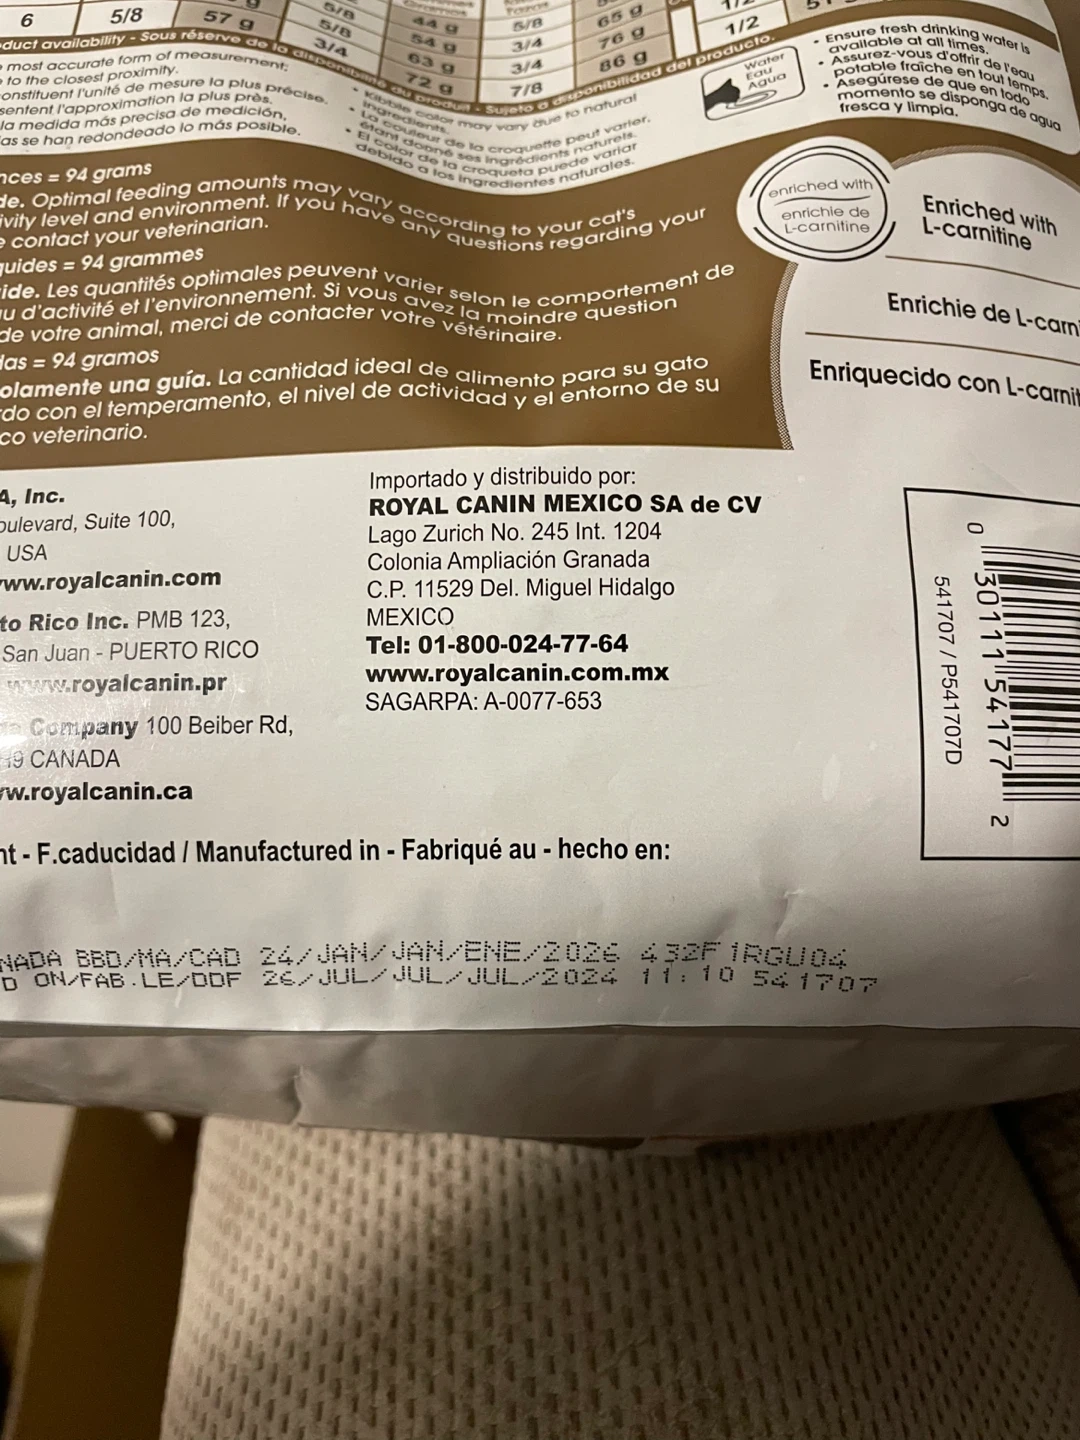 6 5/8 57 g 5/8 44 g 5/8 65 g 1/2
5/8 54 g 3/4 76 g 1/2
3/4 63 g 3/4 86 g
72 g 7/8
duct availability - Sous réserve de la disponibilité du produit - Sujeto a disponibilidad del producto.
most accurate form of measurement;
to the closest proximity.
onstituent l'unité de mesure la plus précise.
sentent l'approximation la plus près.
la medida más precisa de medición,
as se han redondeado lo más posible.
• Kibble color may vary due to natural
ingredients.
• La couleur de la croquette peut varier,
étant donné ses ingrédients naturels.
• El color de la croqueta puede variar
debido a los ingredientes naturales.
Water
Eau
Agua
• Ensure fresh drinking water is
available at all times.
• Assurez-vous d'offrir de l'eau
potable fraîche en tout temps.
• Asegúrese de que en todo
momento se disponga de agua
fresca y limpia.
nces = 94 grams
de. Optimal feeding amounts may vary according to your cat's
ivity level and environment. If you have any questions regarding your
e contact your veterinarian.
quides = 94 grammes
ide. Les quantités optimales peuvent varier selon le comportement de
u d'activité et l'environnement. Si vous avez la moindre question
de votre animal, merci de contacter votre vétérinaire.
das = 94 gramos
olamente una guía. La cantidad ideal de alimento para su gato
rdo con el temperamento, el nivel de actividad y el entorno de su
co veterinario.
enriched with
enrichie de
L-carnitine
Enriched with
L-carnitine
Enrichie de L-carni
Enriquecido con L-carnit
A, Inc.
oulevard, Suite 100,
USA
ww.royalcanin.com
to Rico Inc. PMB 123,
San Juan - PUERTO RICO
www.royalcanin.pr
Company 100 Beiber Rd,
9 CANADA
w.royalcanin.ca
Importado y distribuido por:
ROYAL CANIN MEXICO SA de CV
Lago Zurich No. 245 Int. 1204
Colonia Ampliación Granada
C.P. 11529 Del. Miguel Hidalgo
MEXICO
Tel: 01-800-024-77-64
www.royalcanin.com.mx
SAGARPA: A-0077-653
0 30111 54177 2
541707 / P541707D
nt - F.caducidad / Manufactured in - Fabriqué au - hecho en:
NADA BBD/MA/CAD 24/JAN/JAN/ENE/2026 432F1RGU04
D ON/FAB.LE/DDF 26/JUL/JUL/JUL/2024 11:10 541707